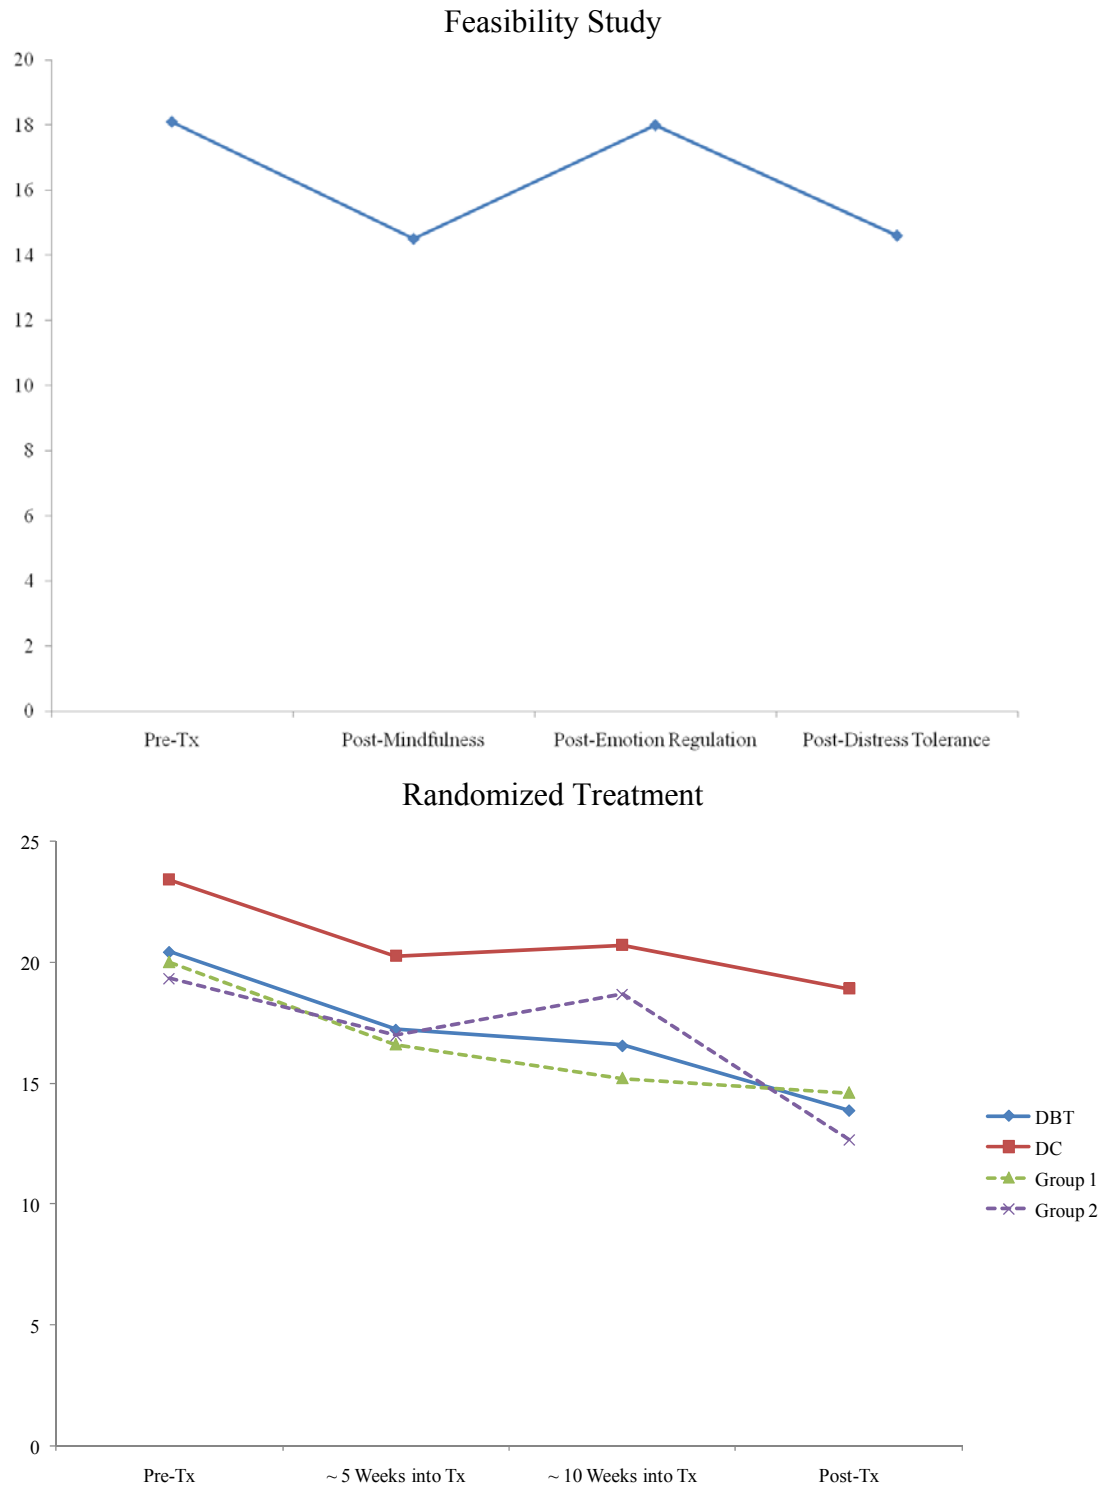 Feasibility Study
20
18
16
14
12
10
8
6
4
2
0
Pre-Tx Post-Mindfulness Post-Emotion Regulation Post-Distress Tolerance
Randomized Treatment
25
20
15
10
5
0
DBT
DC
Group 1
Group 2
Pre-Tx ~ 5 Weeks into Tx ~ 10 Weeks into Tx Post-Tx